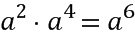 a² · a⁴ = a⁶